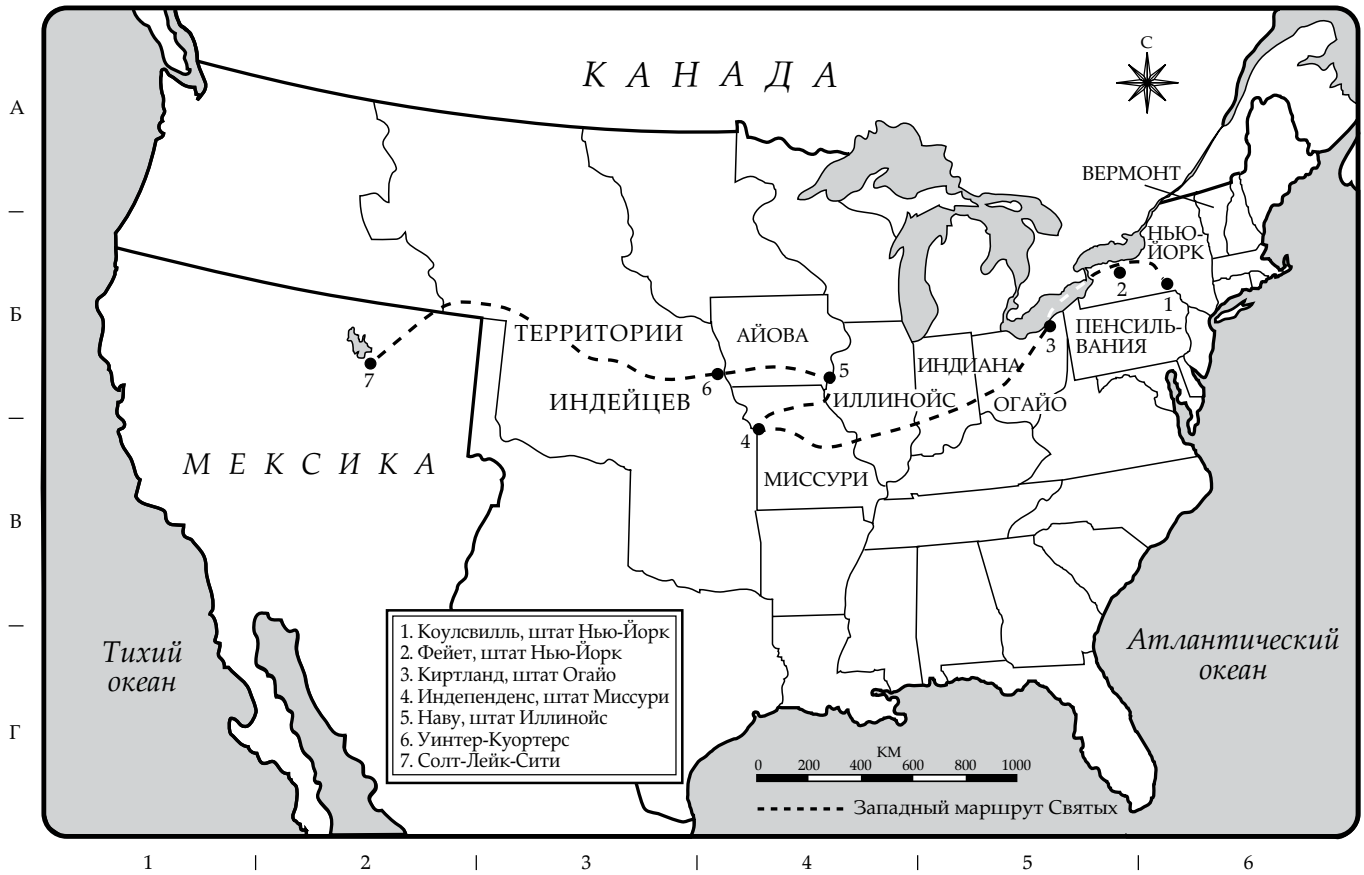 С
КАНАДА
А
ВЕРМОНТ
—
НЬЮ-
ЙОРК
2
1
Б
ТЕРРИТОРИИ
АЙОВА
ПЕНСИЛЬ-
ВАНИЯ
3
ИНДИАНА
7
6
5
ИНДЕЙЦЕВ
ИЛЛИНОЙС
ОГАЙО
—
4
МЕКСИКА
МИССУРИ
В
—
Тихий
океан
Атлантический
океан
1. Коулсвилль, штат Нью-Йорк
2. Фейет, штат Нью-Йорк
3. Киртланд, штат Огайо
4. Индепенденс, штат Миссури
5. Наву, штат Иллинойс
6. Уинтер-Куортерс
7. Солт-Лейк-Сити
Г
КМ
0 200 400 600 800 1000
Западный маршрут Святых
1 | 2 | 3 | 4 | 5 | 6